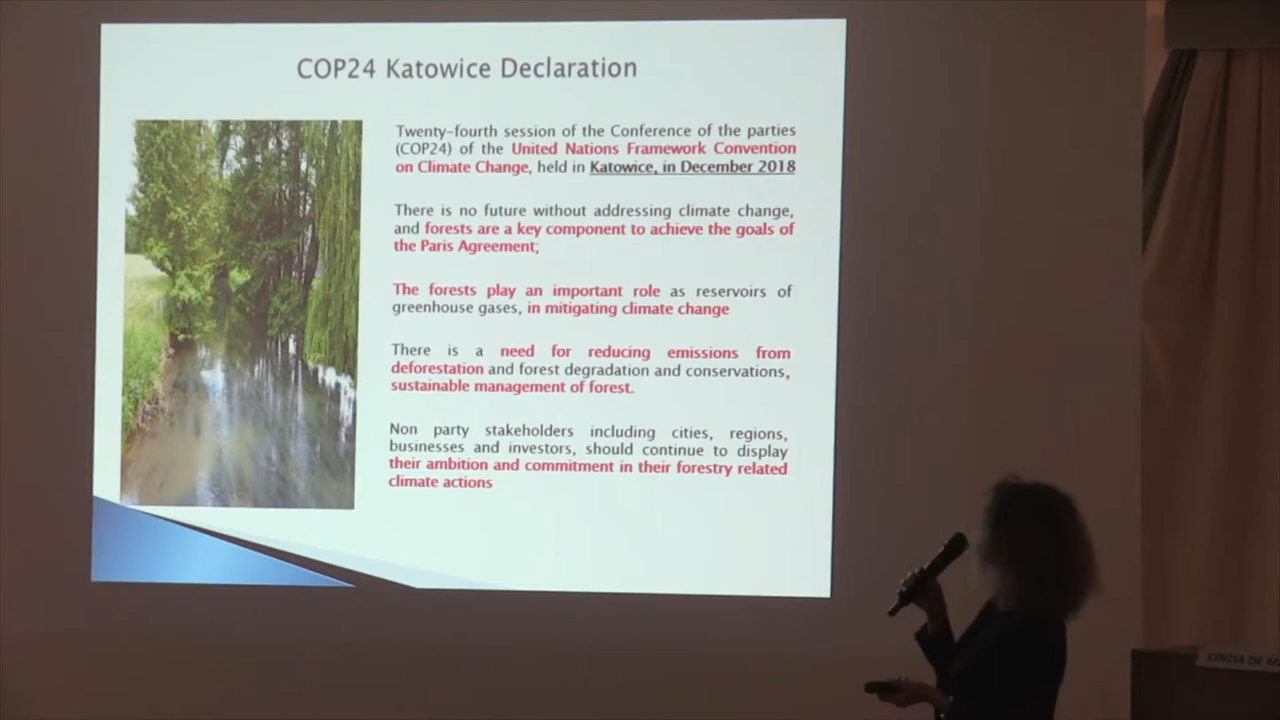 COP24 Katowice Declaration
Twenty-fourth session of the Conference of the parties
(COP24) of the United Nations Framework Convention
on Climate Change, held in Katowice, in December 2018
There is no future without addressing climate change,
and forests are a key component to achieve the goals of
the Paris Agreement;
The forests play an important role as reservoirs of
greenhouse gases, in mitigating climate change
There is a need for reducing emissions from
deforestation and forest degradation and conservations,
sustainable management of forest.
Non party stakeholders including cities, regions,
businesses and investors, should continue to display
their ambition and commitment in their forestry related
climate actions
CINZIA DE